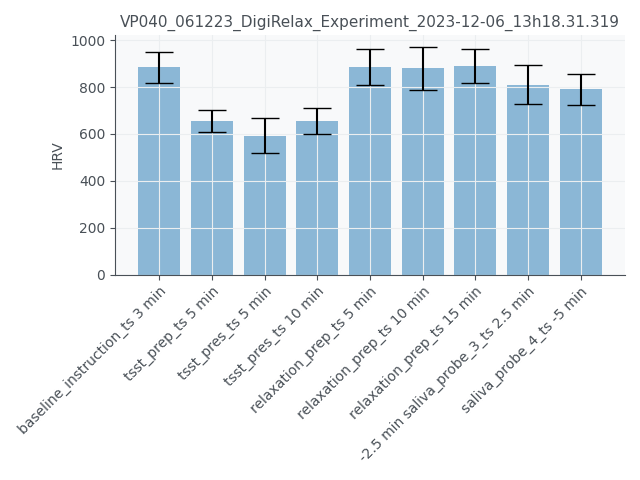 VP040_061223_DigiRelax_Experiment_2023-12-06_13h18.31.319
1000
800
600
400
200
0
HRV
baseline_instruction_ts 3 min
tsst_prep_ts 5 min
tsst_pres_ts 5 min
tsst_pres_ts 10 min
relaxation_prep_ts 5 min
relaxation_prep_ts 10 min
relaxation_prep_ts 15 min
-2.5 min saliva_probe_3_ts 2.5 min
saliva_probe_4_ts -5 min